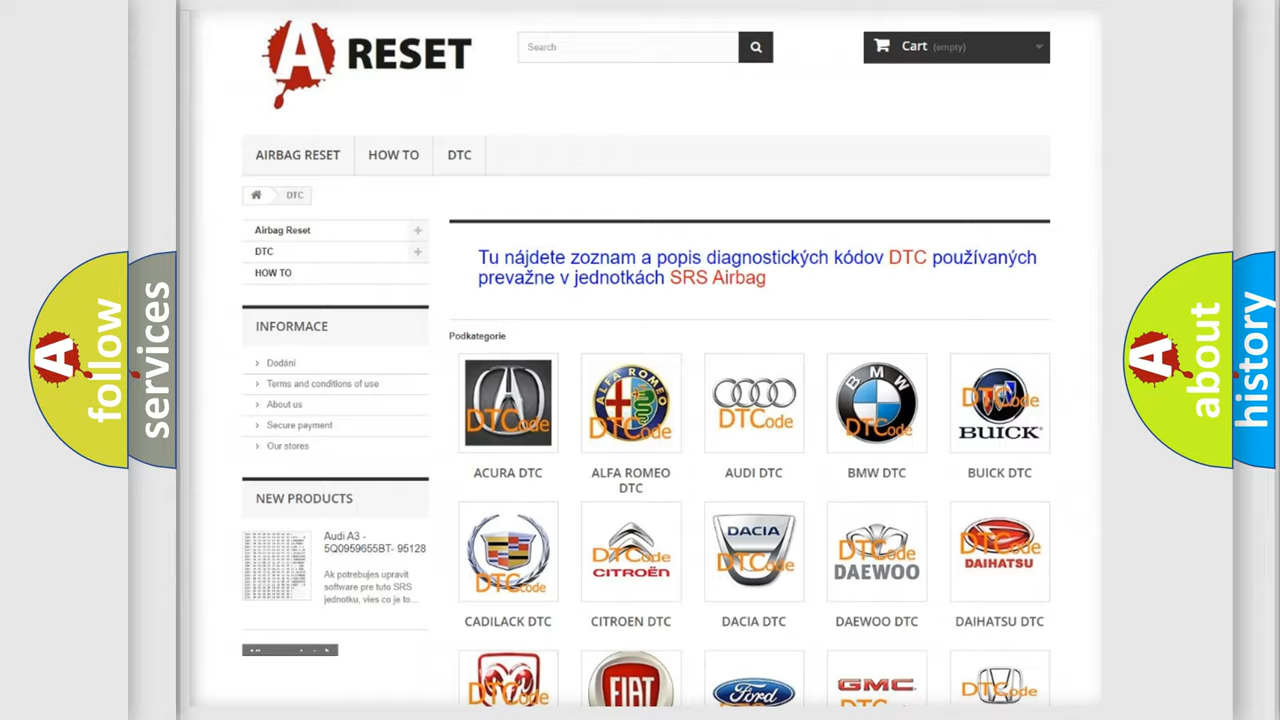 A RESET
Search
Cart (empty)
AIRBAG RESET
HOW TO
DTC
DTC
Airbag Reset
DTC
HOW TO
Tu nájdete zoznam a popis diagnostických kódov DTC používaných
prevažne v jednotkách SRS Airbag
INFORMACE
Dodání
Terms and conditions of use
About us
Secure payment
Our stores
NEW PRODUCTS
Audi A3 -
5Q0959655BT- 95128
Ak potrebujes upravit
software pre tuto SRS
jednotku, vies co je to...
Podkategorie
DTCode
ALFA ROMEO
DTCode
DTCode
BMW
DTCode
DTCode
BUICK
ACURA DTC
ALFA ROMEO
DTC
AUDI DTC
BMW DTC
BUICK DTC
DTCode
DTCode
CITROËN
DACIA
DTCode
DTCode
DAEWOO
DTCode
DAIHATSU
CADILACK DTC
CITROEN DTC
DACIA DTC
DAEWOO DTC
DAIHATSU DTC
DTCode
FIAT
Ford
GMC
DTCode
A follow
services
A about
history